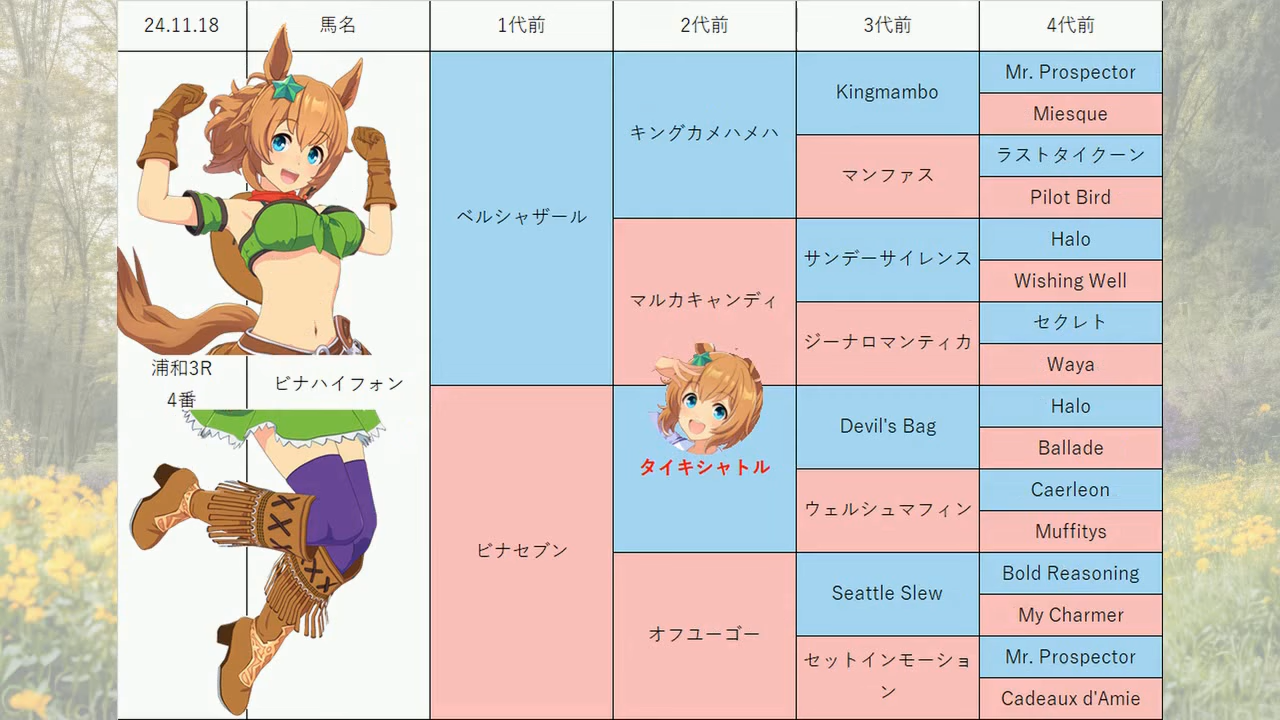 24.11.18
馬名
1代前
2代前
3代前
4代前
浦和3R
4番
ビナハイフォン
ベルシャザール
ビナセブン
キングカメハメハ
マルカキャンディ
タイキシャトル
オフユーゴー
Kingmambo
マンファス
サンデーサイレンス
ジーナロマンティカ
Devil's Bag
ウェルシュマフィン
Seattle Slew
セットインモーショ
ン
Mr. Prospector
Miesque
ラストタイクーン
Pilot Bird
Halo
Wishing Well
セクレト
Waya
Halo
Ballade
Caerleon
Muffitys
Bold Reasoning
My Charmer
Mr. Prospector
Cadeaux d'Amie